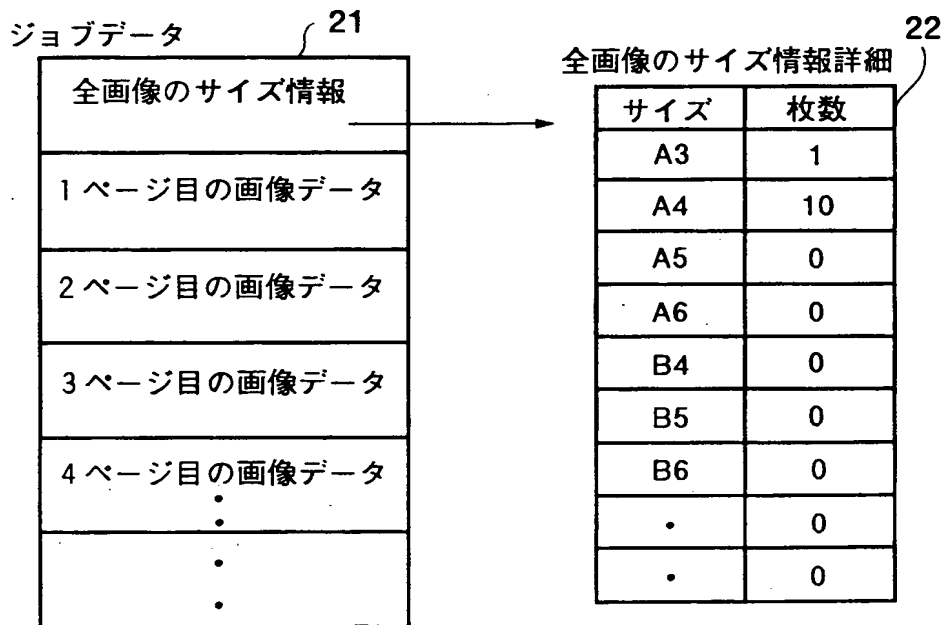 ジョブデータ
21
全画像のサイズ情報
1ページ目の画像データ
2ページ目の画像データ
3ページ目の画像データ
4ページ目の画像データ
22
全画像のサイズ情報詳細
サイズ 枚数
A3 1
A4 10
A5 0
A6 0
B4 0
B5 0
B6 0
・ 0
・ 0